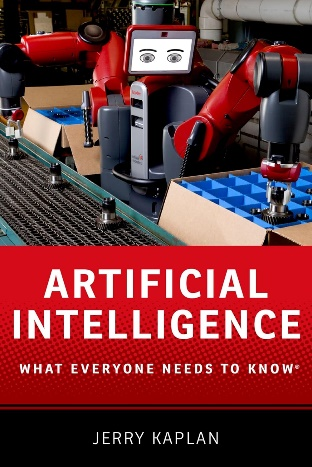 ARTIFICIAL
INTELLIGENCE
WHAT EVERYONE NEEDS TO KNOW®
JERRY KAPLAN